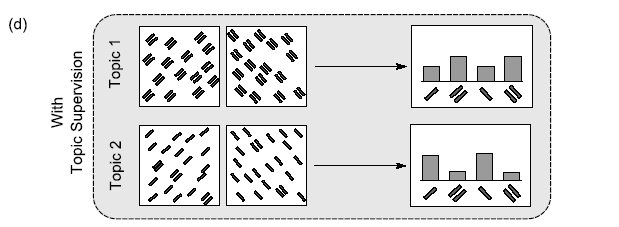 (d)
With
Topic Supervision
Topic 1
Topic 2